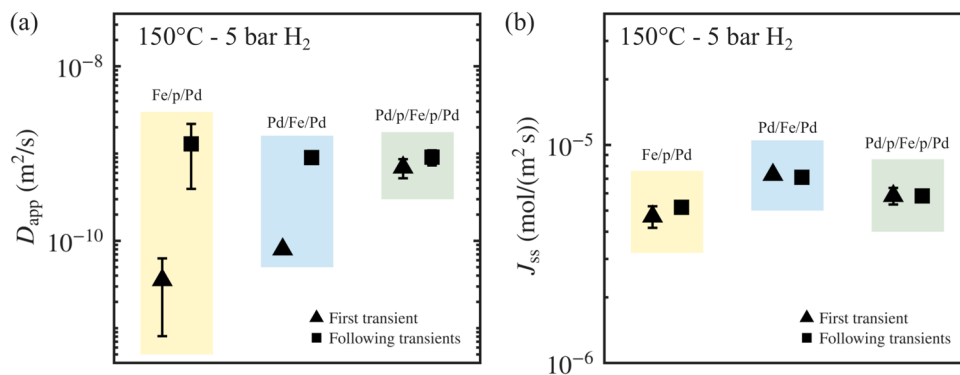 (a)
150°C - 5 bar H₂
Fe/p/Pd
Pd/Fe/Pd
Pd/p/Fe/p/Pd
10⁻⁸
10⁻¹⁰
D_app (m²/s)
First transient
Following transients
(b)
150°C - 5 bar H₂
Fe/p/Pd
Pd/Fe/Pd
Pd/p/Fe/p/Pd
10⁻⁵
10⁻⁶
J_ss (mol/(m² s))
First transient
Following transients